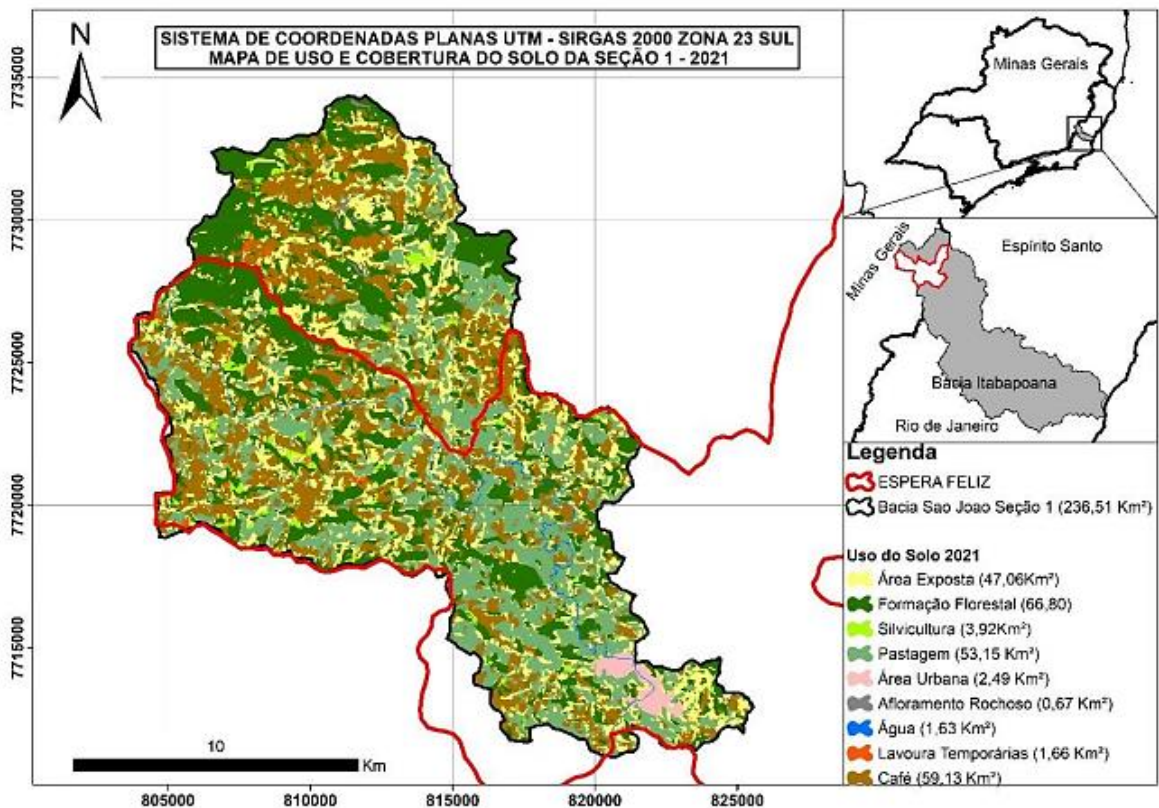 SISTEMA DE COORDENADAS PLANAS UTM - SIRGAS 2000 ZONA 23 SUL
MAPA DE USO E COBERTURA DO SOLO DA SEÇÃO 1 - 2021
N
7735000
7730000
7725000
7720000
7715000
805000
810000
815000
820000
825000
10
Km
Minas Gerais
Minas Gerais
Espírito Santo
Bacia Itabapoana
Rio de Janeiro
Legenda
ESPERA FELIZ
Bacia Sao Joao Seção 1 (236,51 Km²)
Uso do Solo 2021
Área Exposta (47,06Km²)
Formação Florestal (66,80)
Silvicultura (3,92Km²)
Pastagem (53,15 Km²)
Área Urbana (2,49 Km²)
Afloramento Rochoso (0,67 Km²)
Água (1,63 Km²)
Lavoura Temporárias (1,66 Km²)
Café (59,13 Km²)